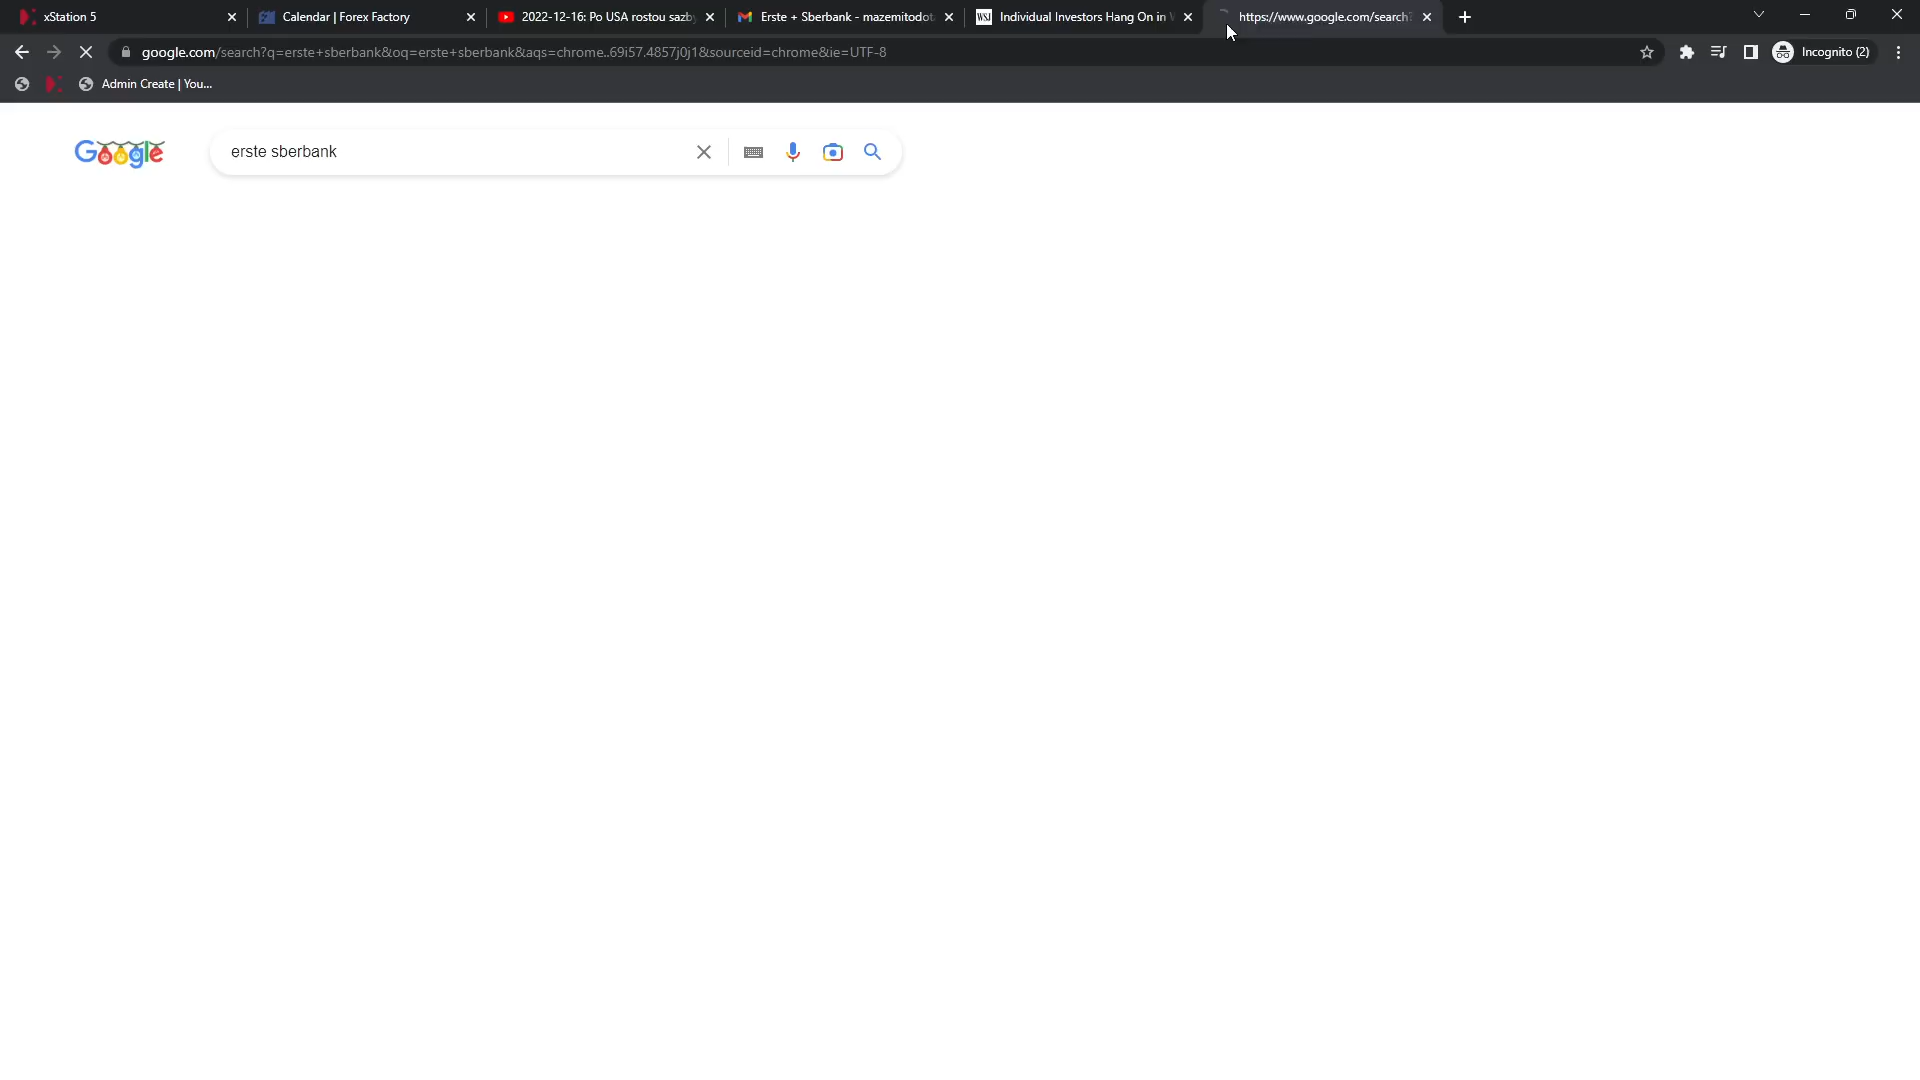 xStation 5
Calendar | Forex Factory
2022-12-16: Po USA rostou sazby
Erste + Sberbank - mazemitodot
Individual Investors Hang On in
https://www.google.com/search?
google.com/search?q=erste+sberbank&oq=erste+sberbank&aqs=chrome..69i57.4857j0j1&sourceid=chrome&ie=UTF-8
Incognito (2)
Admin Create | You...
Google
erste sberbank